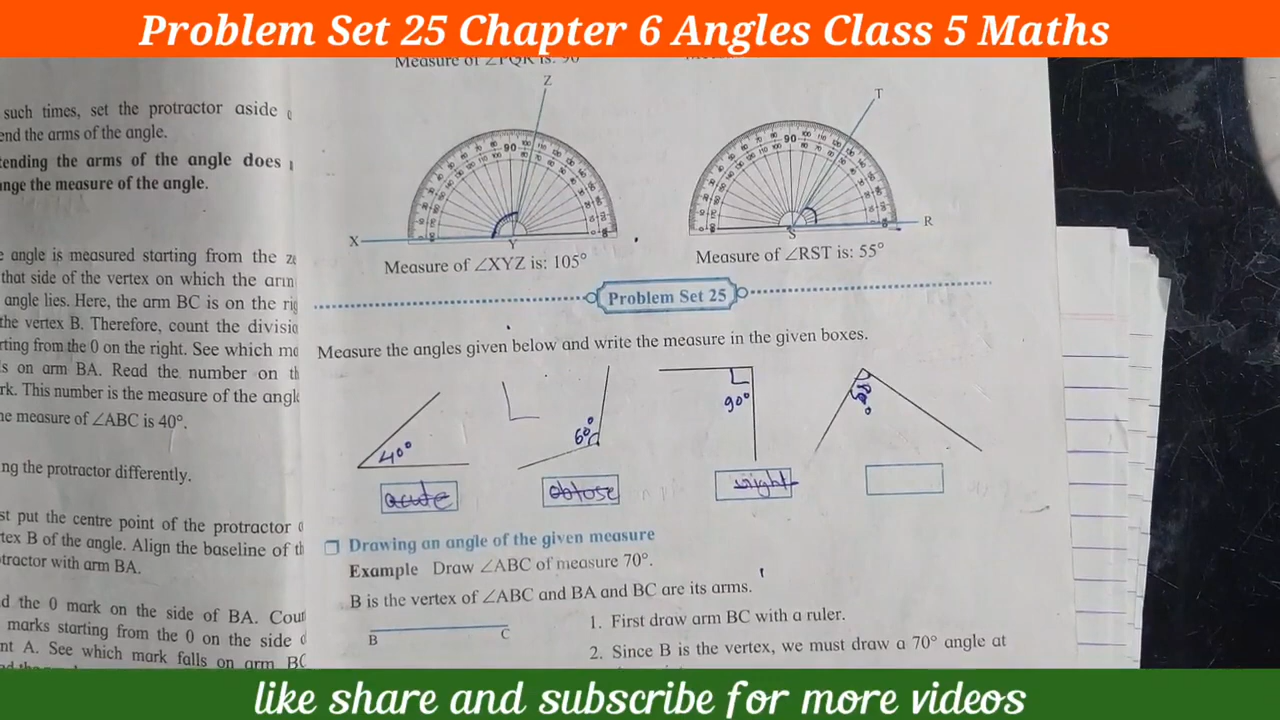 Problem Set 25 Chapter 6 Angles Class 5 Maths
such times, set the protractor aside
end the arms of the angle.
tending the arms of the angle does
nge the measure of the angle.
e angle is measured starting from the
that side of the vertex on which the arm
angle lies. Here, the arm BC is on the
the vertex B. Therefore, count the
rting from the 0 on the right. See which
s on arm BA. Read the number on
rk. This number is the measure of the
he measure of ∠ABC is 40°.
ng the protractor differently.
st put the centre point of the protractor
tex B of the angle. Align the baseline of
tractor with arm BA.
d the 0 mark on the side of BA.
marks starting from the 0 on the side
nt A. See which mark falls on arm
Measure of ∠PQR is: 90
Z
T
X
Y
S
R
Measure of ∠XYZ is: 105°
Measure of ∠RST is: 55°
Problem Set 25
Measure the angles given below and write the measure in the given boxes.
40°
90°
acute
obtose
right
Drawing an angle of the given measure
Example Draw ∠ABC of measure 70°.
B is the vertex of ∠ABC and BA and BC are its arms.
B C
1. First draw arm BC with a ruler.
2. Since B is the vertex, we must draw a 70° angle at
like share and subscribe for more videos